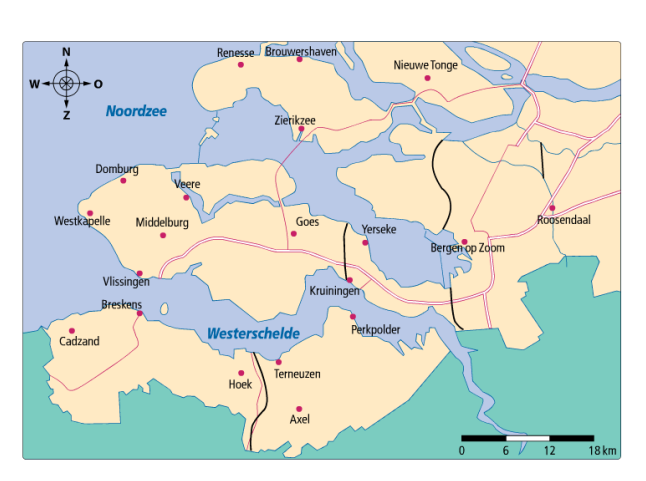 Renesse Brouwershaven
N
Nieuwe Tonge
W O
Z
Noordzee
Zierikzee
Domburg
Veere
Westkapelle
Middelburg
Goes
Yerseke
Roosendaal
Bergen op Zoom
Vlissingen
Kruiningen
Breskens
Westerschelde
Perkpolder
Cadzand
Hoek
Terneuzen
Axel
0 6 12 18 km